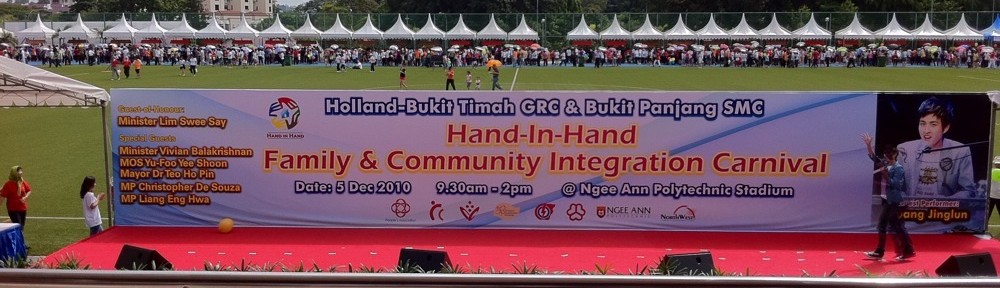 Guest-of-Honour:
Minister Lim Swee Say
Special Guests
Minister Vivian Balakrishnan
MOS Yu-Foo Yee Shoon
Mayor Dr Teo Ho Pin
MP Christopher De Souza
MP Liang Eng Hwa
HAND IN HAND
Holland-Bukit Timah GRC & Bukit Panjang SMC
Hand-In-Hand
Family & Community Integration Carnival
Date: 5 Dec 2010 9.30am - 2pm @ Ngee Ann Polytechnic Stadium
NGEE ANN
POLYTECHNIC
NorthWest
Performer:
Jinglun